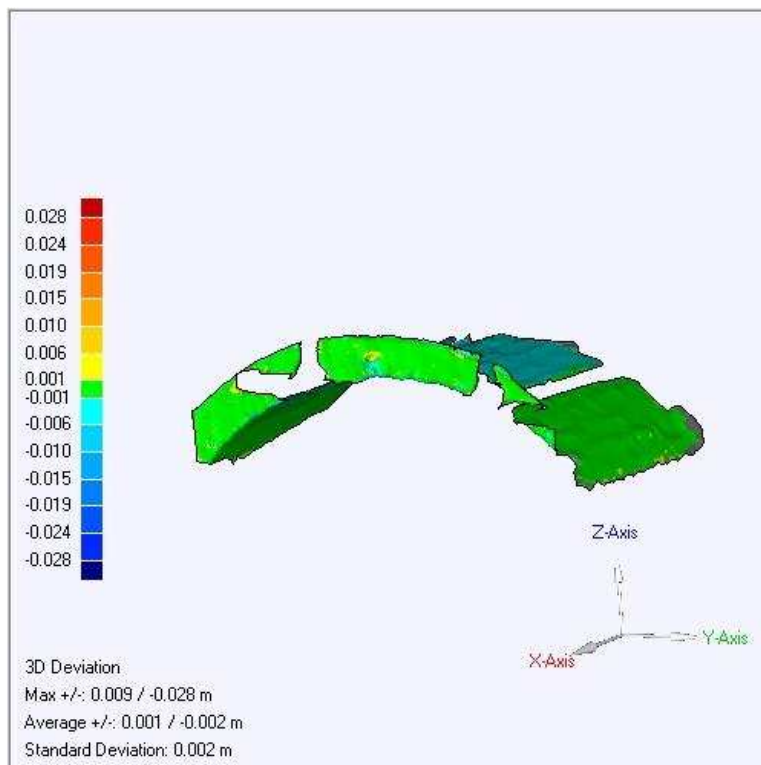 0.028
0.024
0.019
0.015
0.010
0.006
0.001
-0.001
-0.006
-0.010
-0.015
-0.019
-0.024
-0.028
Z-Axis
Y-Axis
X-Axis
3D Deviation
Max +/-: 0.009 / -0.028 m
Average +/-: 0.001 / -0.002 m
Standard Deviation: 0.002 m